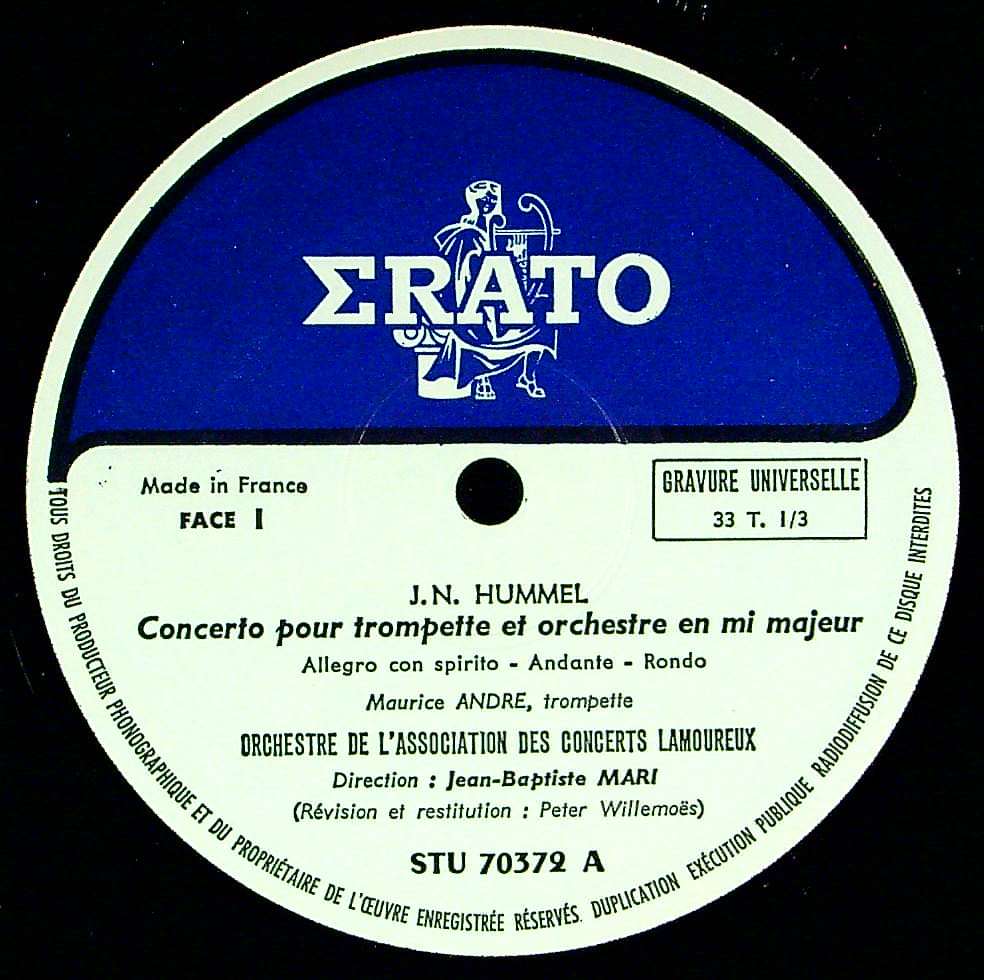 ΣRATO
Made in France
FACE I
GRAVURE UNIVERSELLE
33 T. 1/3
J.N. HUMMEL
Concerto pour trompette et orchestre en mi majeur
Allegro con spirito - Andante - Rondo
Maurice ANDRE, trompette
ORCHESTRE DE L'ASSOCIATION DES CONCERTS LAMOUREUX
Direction : Jean-Baptiste MARI
(Révision et restitution : Peter Willemoës)
STU 70372 A
TOUS DROITS DU PRODUCTEUR PHONOGRAPHIQUE ET DU PROPRIÉTAIRE DE L'ŒUVRE ENREGISTRÉE RÉSERVÉS. DUPLICATION EXÉCUTION PUBLIQUE RADIODIFFUSION DE CE DISQUE INTERDITES